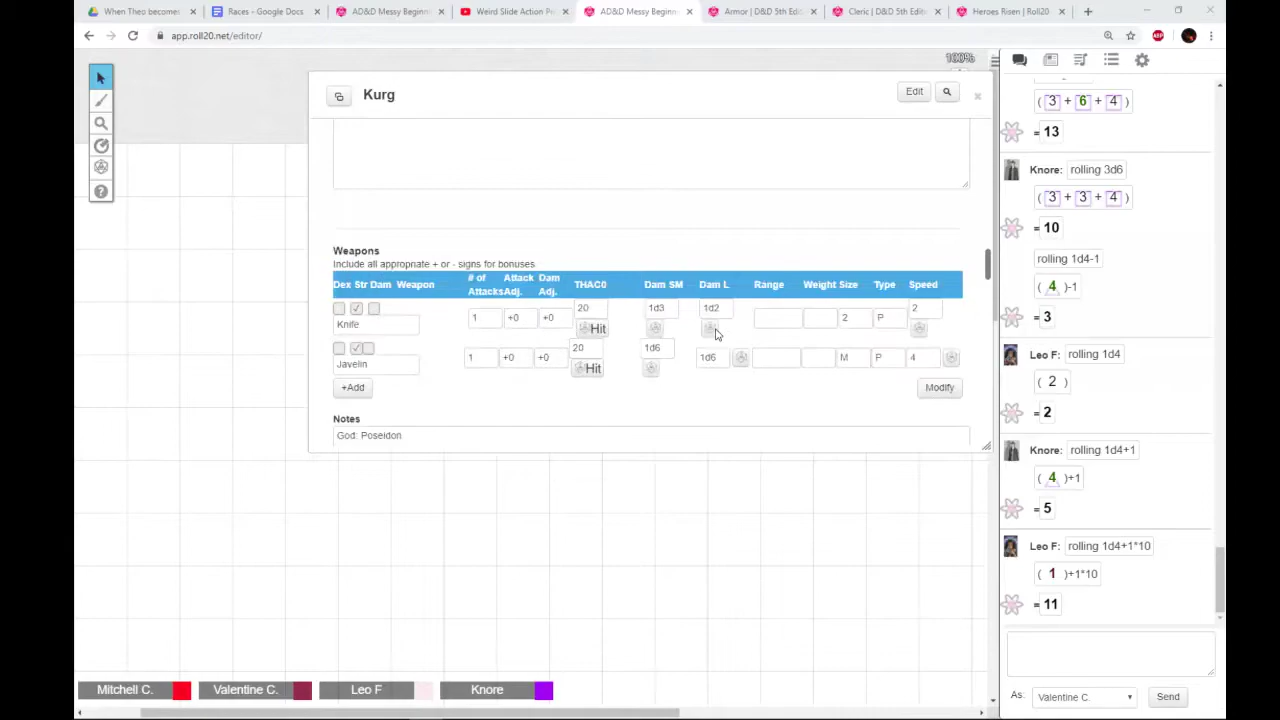 When Theo becomes
Races - Google Docs
AD&D Messy Beginn
Weird Slide Action Pr
AD&D Messy Beginn
Armor | D&D 5th Edi
Cleric | D&D 5th Edit
Heroes Risen | Roll20
app.roll20.net/editor/
ABP
100%
Kurg
Edit
Weapons
Include all appropriate + or - signs for bonuses
Dex Str Dam Weapon # of Attacks Attack Adj. Dam Adj. THAC0 Dam SM Dam L Range Weight Size Type Speed
Knife 1 +0 +0 20 Hit 1d3 1d2 2 P 2
Javelin 1 +0 +0 20 Hit 1d6 1d6 M P 4
+Add
Modify
Notes
God: Poseidon
( 3 + 6 + 4 )
= 13
Knore: rolling 3d6
( 3 + 3 + 4 )
= 10
rolling 1d4-1
( 4 )-1
= 3
Leo F: rolling 1d4
( 2 )
= 2
Knore: rolling 1d4+1
( 4 )+1
= 5
Leo F: rolling 1d4+1*10
( 1 )+1*10
= 11
As: Valentine C. Send
Mitchell C.
Valentine C.
Leo F
Knore